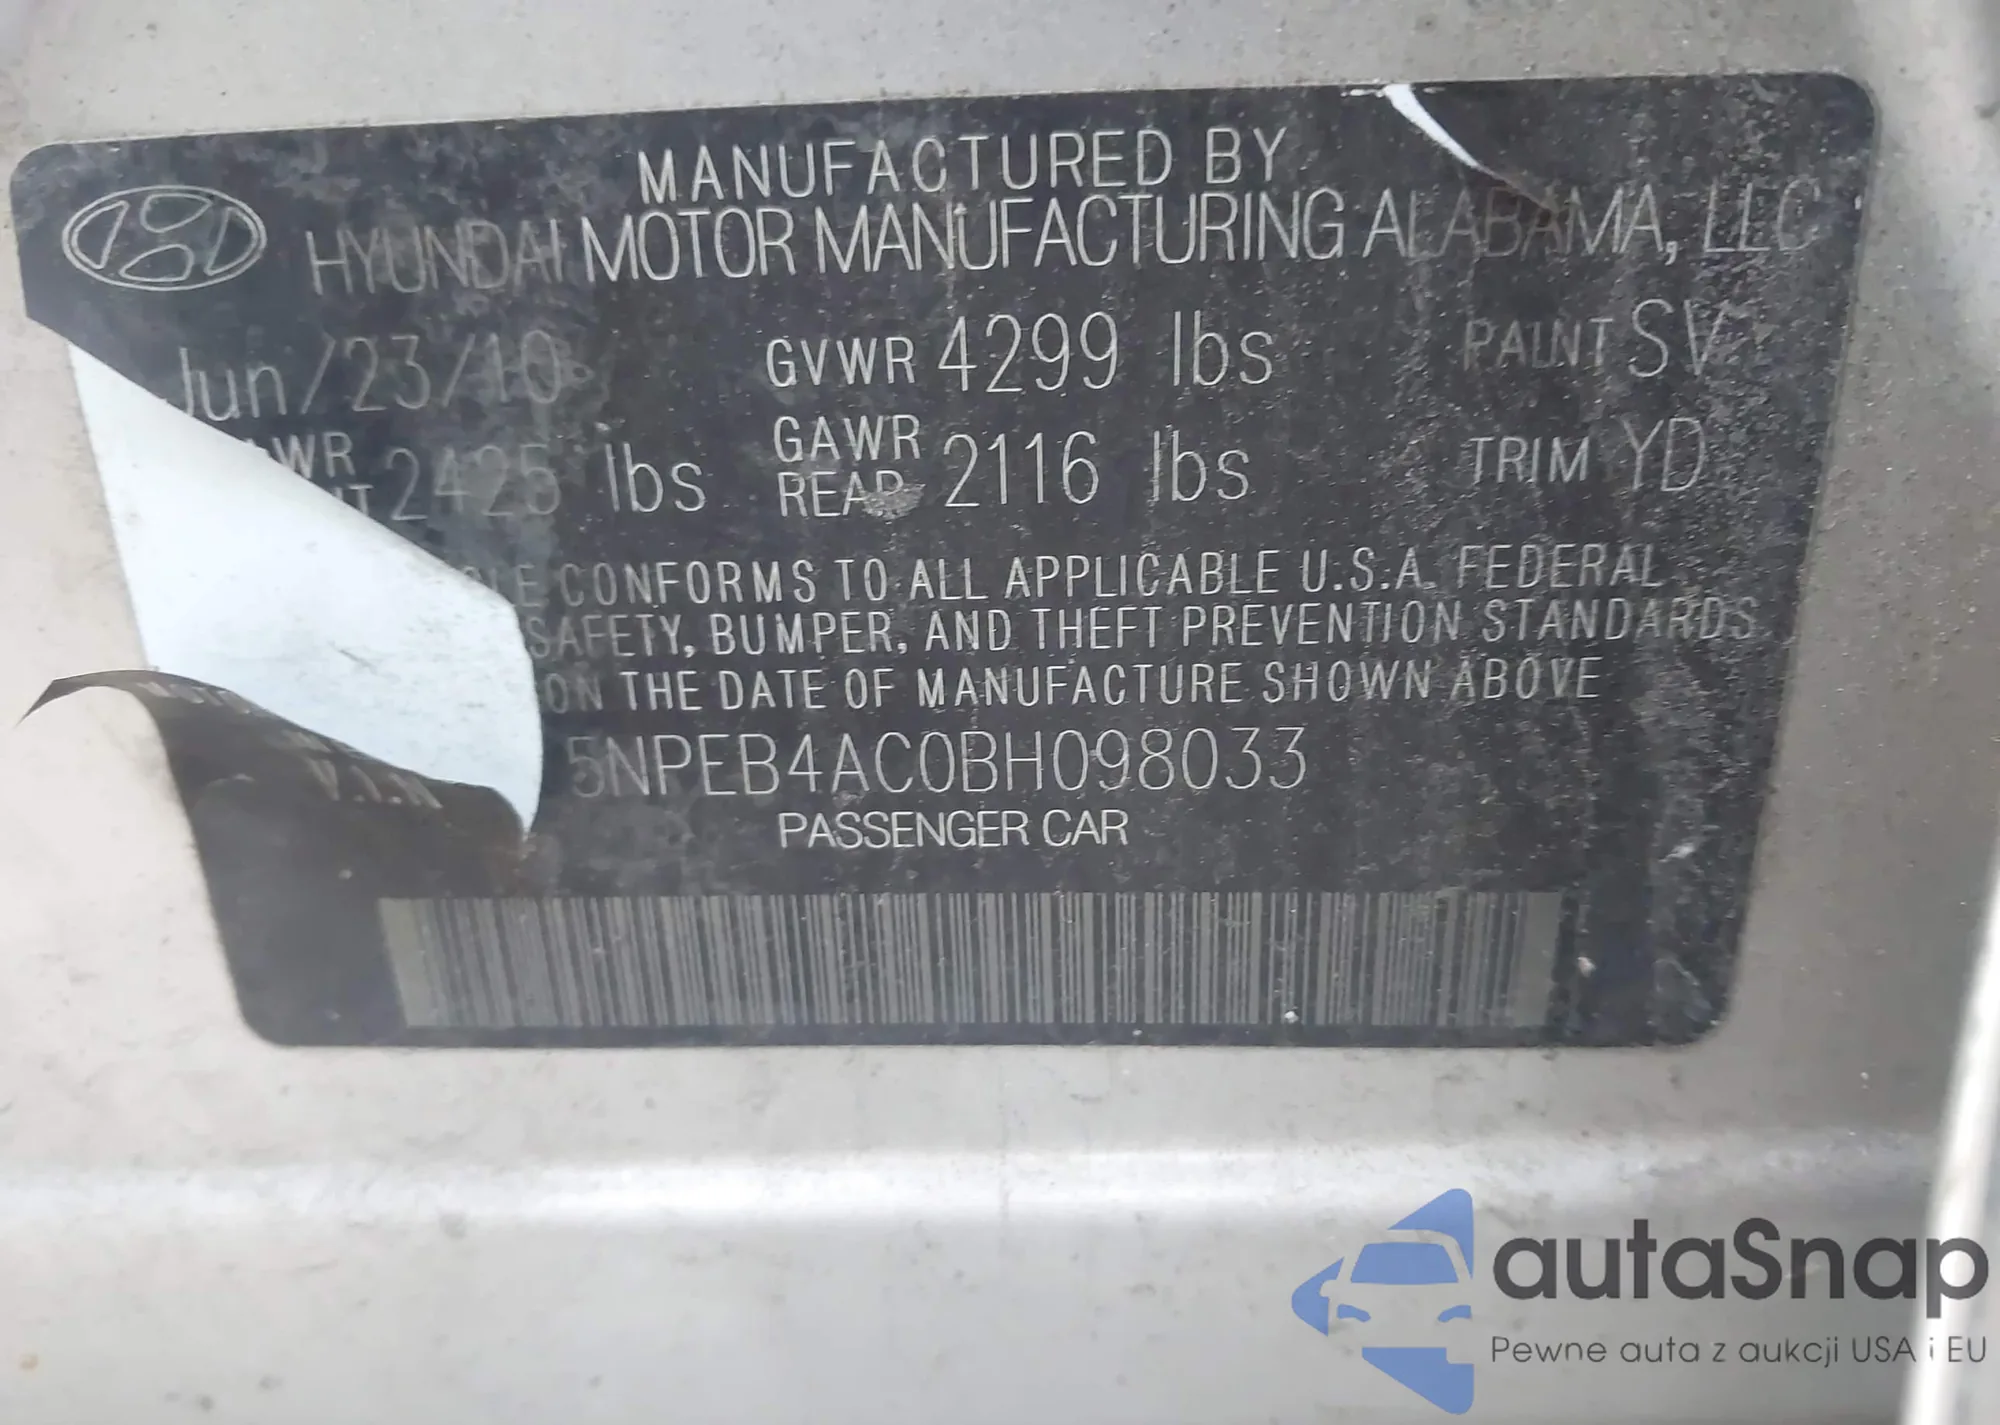 MANUFACTURED BY
HYUNDAI MOTOR MANUFACTURING ALABAMA, LLC
Jun/23/10 GVWR 4299 lbs PAINT SV
WR 2425 lbs GAWR REAR 2116 lbs TRIM YD
LE CONFORMS TO ALL APPLICABLE U.S.A. FEDERAL
SAFETY, BUMPER, AND THEFT PREVENTION STANDARDS
ON THE DATE OF MANUFACTURE SHOWN ABOVE
V.I.N
5NPEB4AC0BH098033
PASSENGER CAR
autaSnap
Pewne auta z aukcji USA i EU